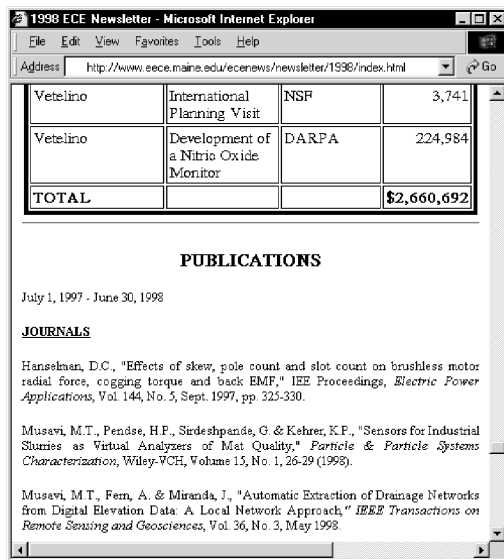 1998 ECE Newsletter - Microsoft Internet Explorer
File Edit View Favorites Tools Help
Address http://www.eece.maine.edu/ecenews/newsletter/1998/index.html Go
Vetelino International NSF 3,741
Planning Visit
Vetelino Development of DARPA 224,984
a Nitric Oxide
Monitor
TOTAL $2,660,692
PUBLICATIONS
July 1, 1997 - June 30, 1998
JOURNALS
Hanselman, D.C., "Effects of skew, pole count and slot count on brushless motor
radial force, cogging torque and back EMF," IEE Proceedings, Electric Power
Applications, Vol. 144, No. 5, Sept. 1997, pp. 325-330.
Musavi, M.T., Pendse, H.P., Sirdeshpande, G. & Kehrer, K.P., "Sensors for Industrial
Slurries as Virtual Analyzers of Mat Quality," Particle & Particle Systems
Characterization, Wiley-VCH, Volume 15, No. 1, 26-29 (1998).
Musavi, M.T., Fern, A. & Miranda, J., "Automatic Extraction of Drainage Networks
from Digital Elevation Data: A Local Network Approach," IEEE Transactions on
Remote Sensing and Geosciences, Vol. 36, No. 3, May 1998.